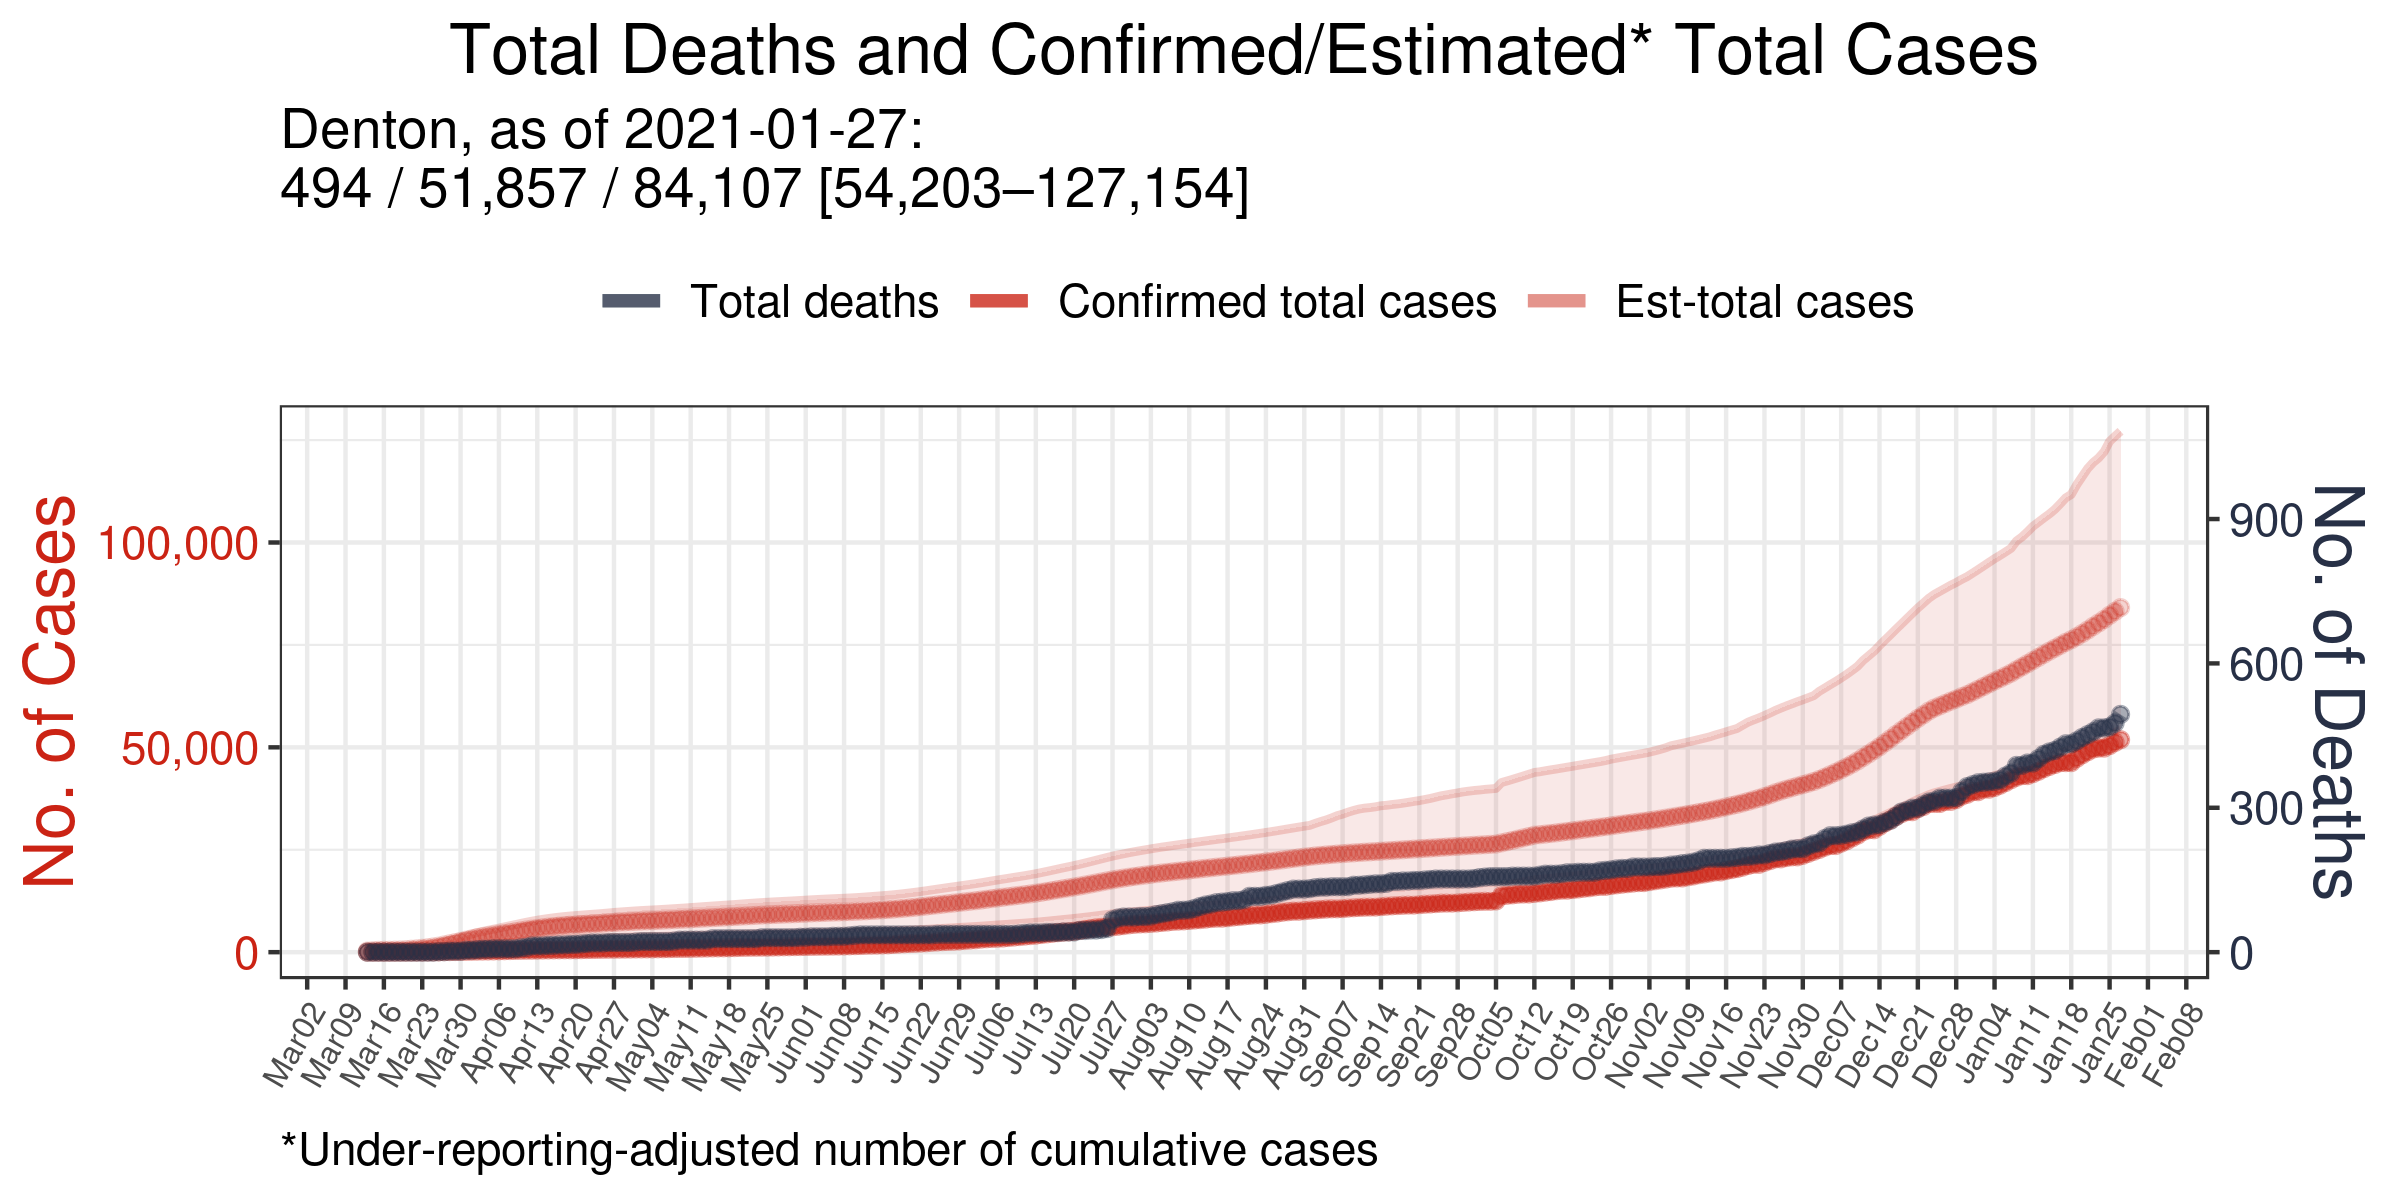 Total Deaths and Confirmed/Estimated* Total Cases
Denton, as of 2021-01-27:
494 / 51,857 / 84,107 [54,203–127,154]
Total deaths
Confirmed total cases
Est-total cases
No. of Cases
100,000
50,000
0
900
600
300
0
No. of Deaths
Mar02
Mar09
Mar16
Mar23
Mar30
Apr06
Apr13
Apr20
Apr27
May04
May11
May18
May25
Jun01
Jun08
Jun15
Jun22
Jun29
Jul06
Jul13
Jul20
Jul27
Aug03
Aug10
Aug17
Aug24
Aug31
Sep07
Sep14
Sep21
Sep28
Oct05
Oct12
Oct19
Oct26
Nov02
Nov09
Nov16
Nov23
Nov30
Dec07
Dec14
Dec21
Dec28
Jan04
Jan11
Jan18
Jan25
Feb01
Feb08
*Under-reporting-adjusted number of cumulative cases